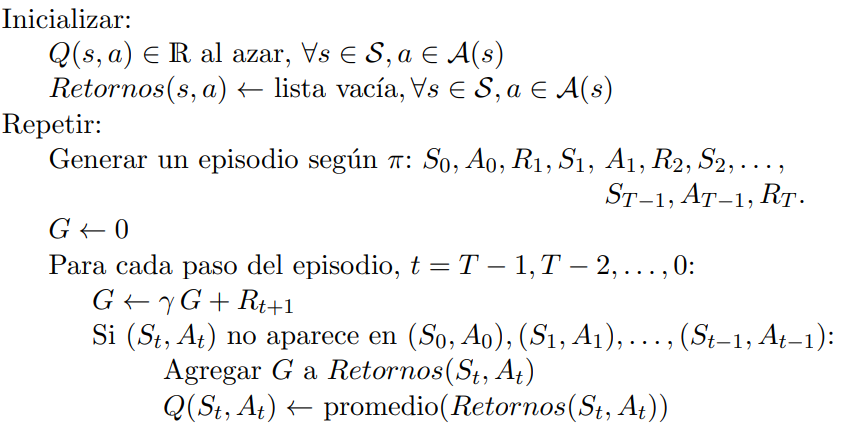 Inicializar:
Q(s, a) ∈ ℝ al azar, ∀s ∈ 𝒮, a ∈ 𝒜(s)
Retornos(s, a) ← lista vacía, ∀s ∈ 𝒮, a ∈ 𝒜(s)
Repetir:
Generar un episodio según π: S₀, A₀, R₁, S₁, A₁, R₂, S₂, . . . ,
S_{T−1}, A_{T−1}, R_T.
G ← 0
Para cada paso del episodio, t = T − 1, T − 2, . . . , 0:
G ← γ G + R_{t+1}
Si (S_t, A_t) no aparece en (S₀, A₀), (S₁, A₁), . . . , (S_{t−1}, A_{t−1}):
Agregar G a Retornos(S_t, A_t)
Q(S_t, A_t) ← promedio(Retornos(S_t, A_t))